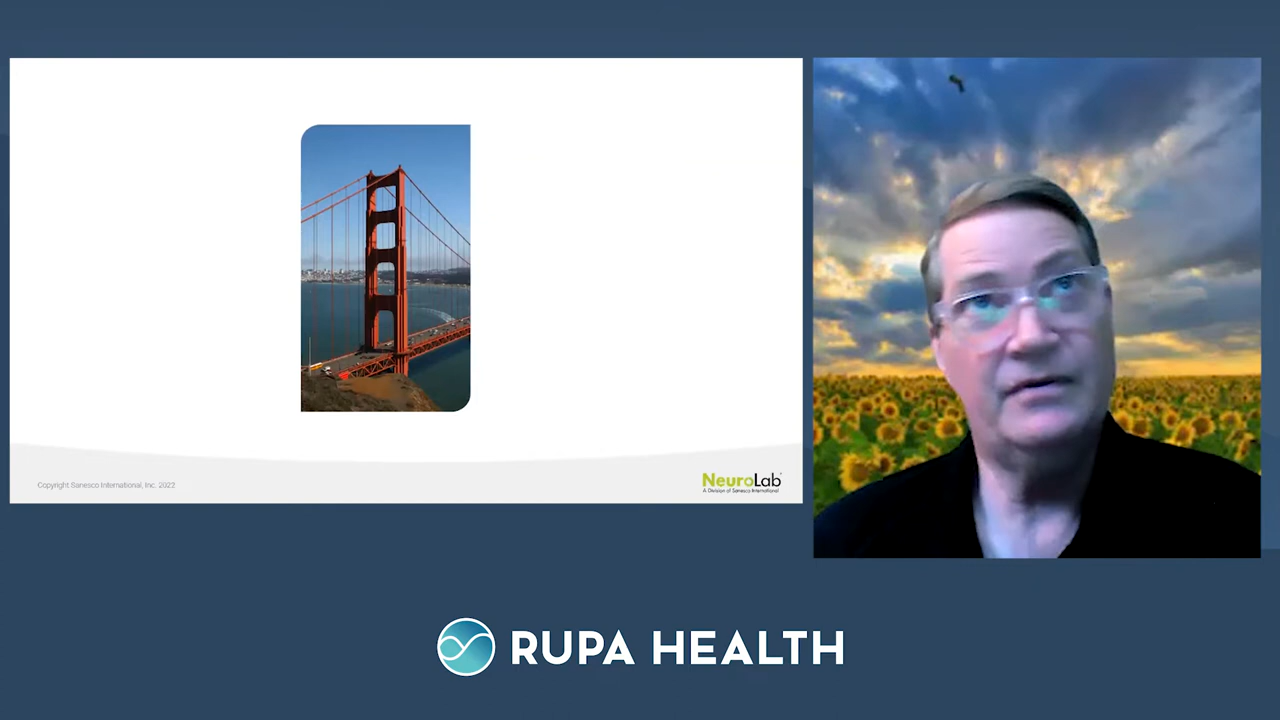 Copyright Sanesco International, Inc. 2022
NeuroLab
A Division of Sanesco International
RUPA HEALTH